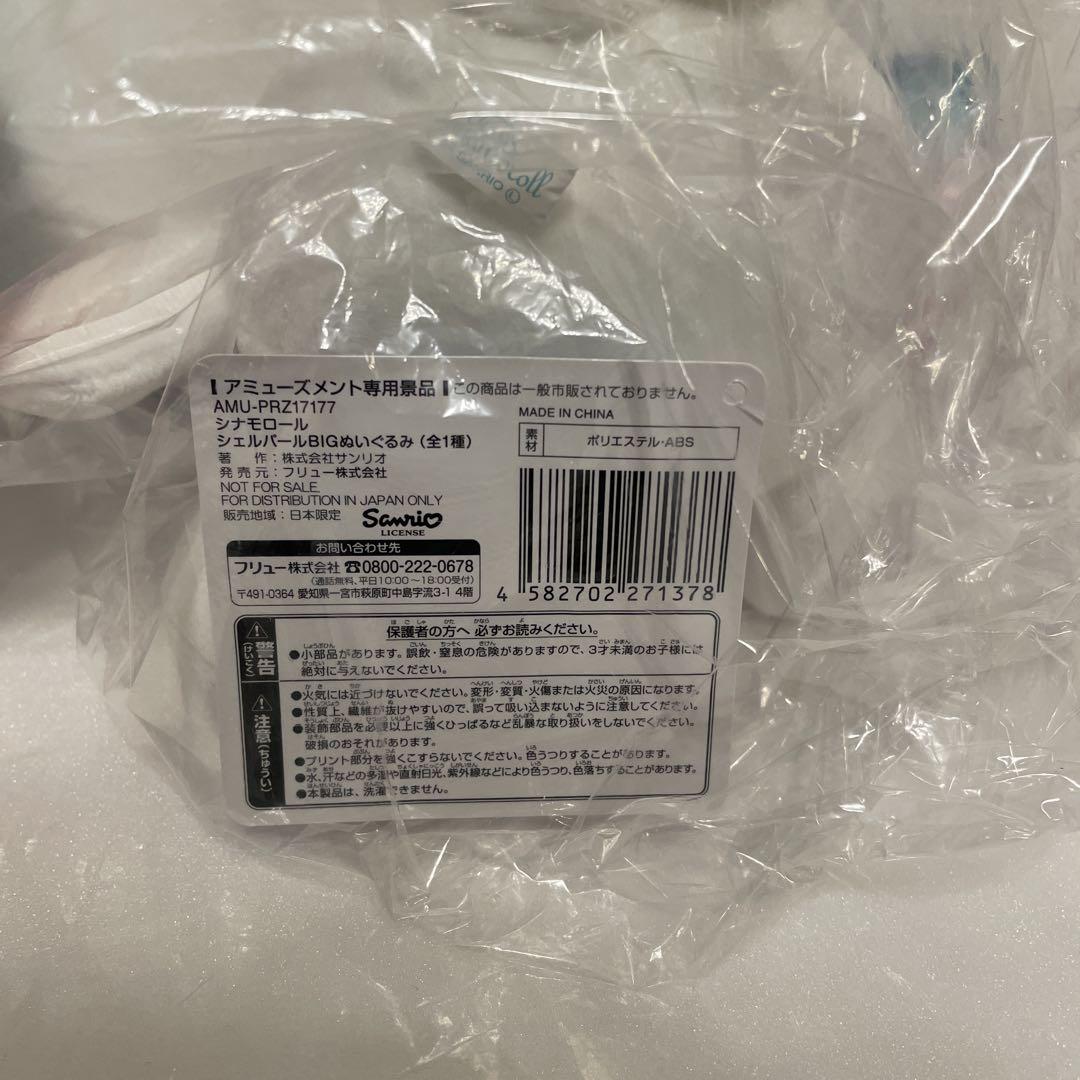 oll
RIO Ⓛ
【アミューズメント専用景品】この商品は一般市販されておりません。
AMU-PRZ17177
シナモロール
シェルパールBIGぬいぐるみ（全1種）
著　作：株式会社サンリオ
発売元：フリュー株式会社
NOT FOR SALE.
FOR DISTRIBUTION IN JAPAN ONLY
販売地域：日本限定
Sanrio
LICENSE
MADE IN CHINA
素材 ポリエステル・ABS
4 582702 271378
お問い合わせ先
フリュー株式会社 ☎0800-222-0678
（通話無料、平日10:00～18:00受付）
〒491-0364 愛知県一宮市萩原町中島字流3-1 4階
保護者の方へ 必ずお読みください。
警告（けいこく）
●小部品があります。誤飲・窒息の危険がありますので、3才未満のお子様には
絶対に与えないでください。
注意（ちゅうい）
●火気には近づけないでください。変形・変質・火傷または火災の原因になります。
●性質上、繊維が抜けやすいので、誤って吸い込まないように注意してください。
●装飾部品を必要以上に強くひっぱるなど乱暴な取り扱いをしないでください。
破損のおそれがあります。
●プリント部分を強くこすらないでください。色うつりすることがあります。
●水、汗などの多湿や直射日光、紫外線などにより色うつり、色落ちすることがあります。
●本製品は、洗濯できません。